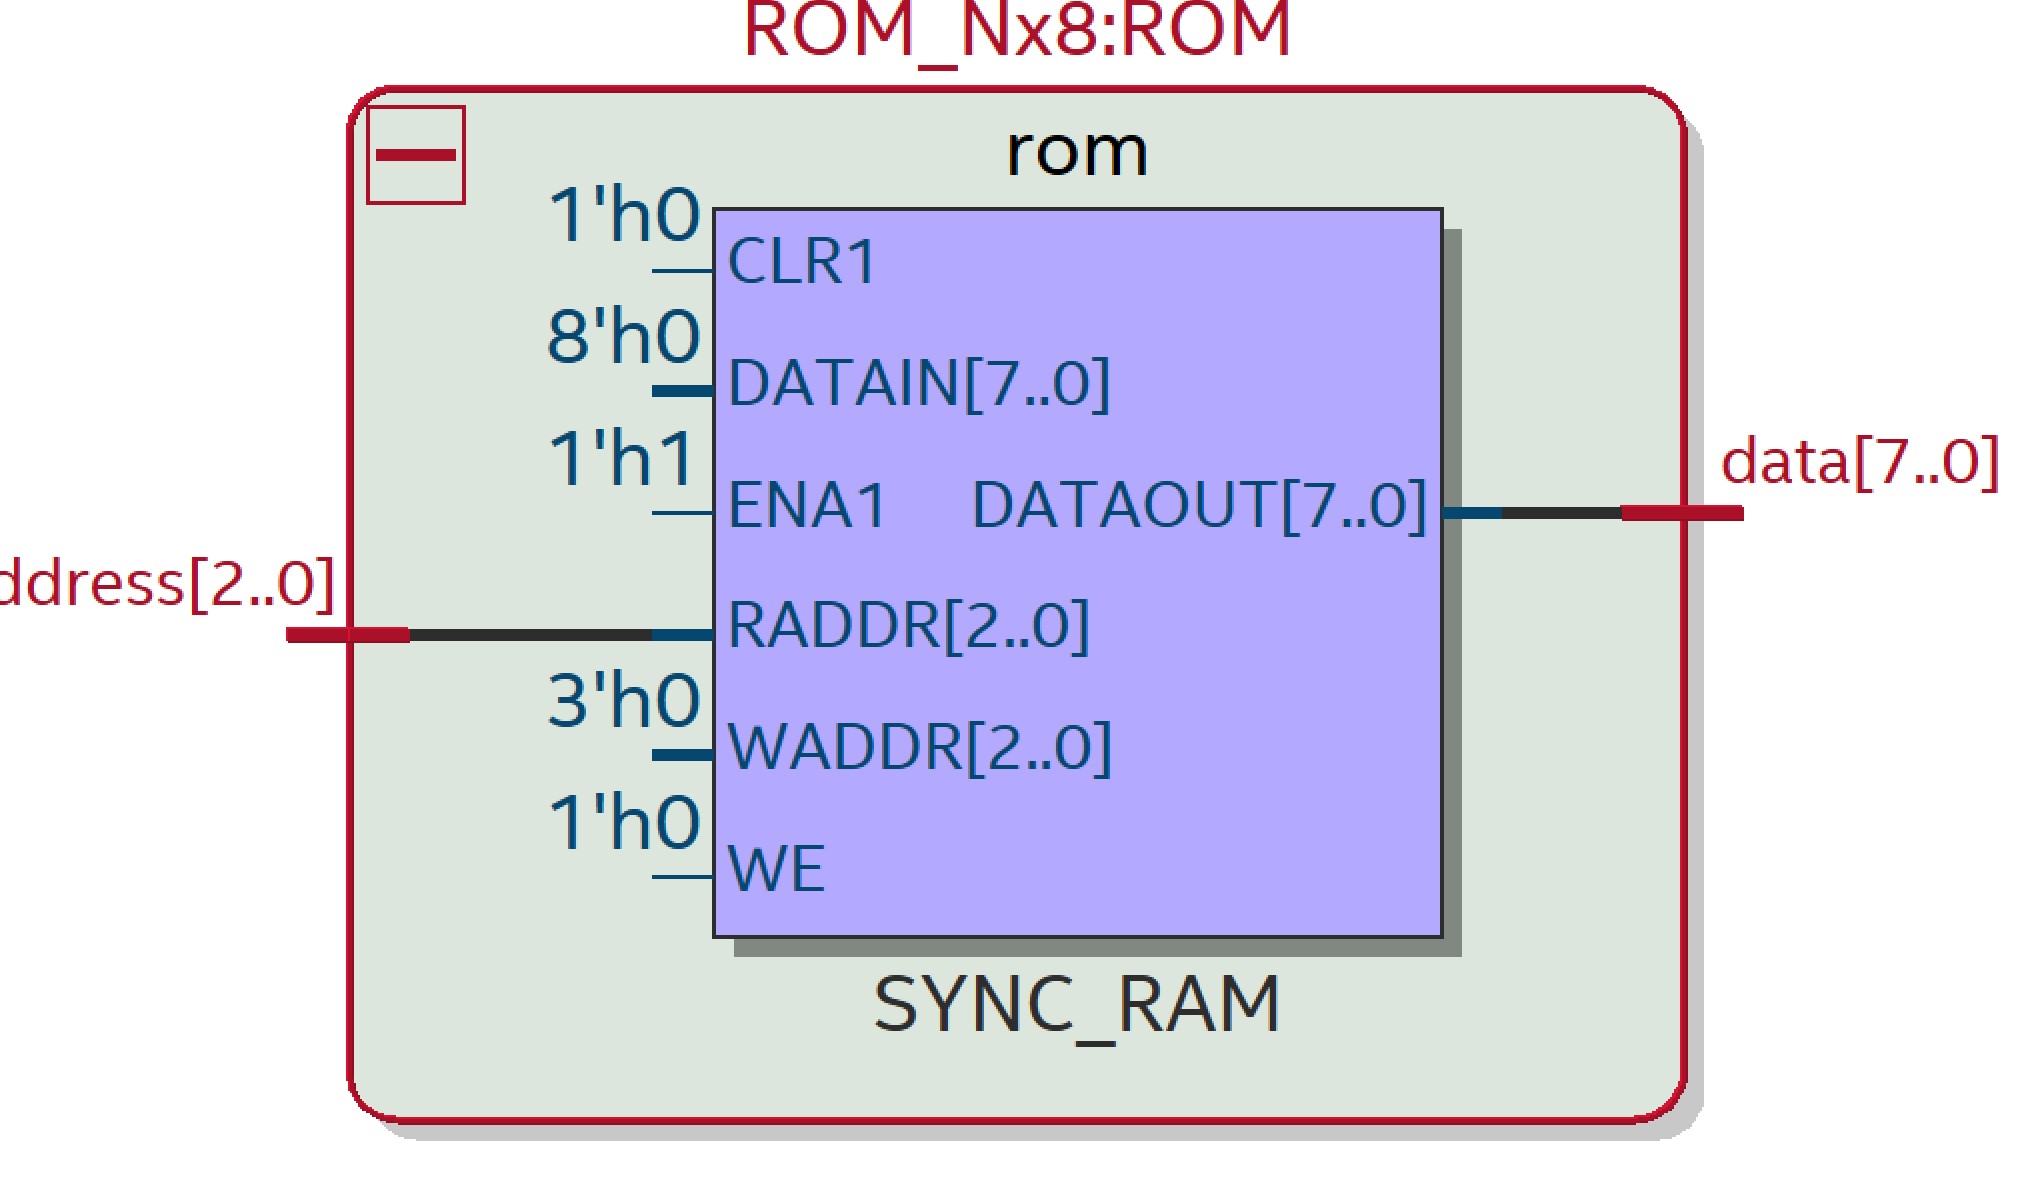 ROM_Nx8:ROM
rom
1'h0
CLR1
8'h0
DATAIN[7..0]
1'h1
ENA1 DATAOUT[7..0]
data[7..0]
ddress[2..0]
RADDR[2..0]
3'h0
WADDR[2..0]
1'h0
WE
SYNC_RAM